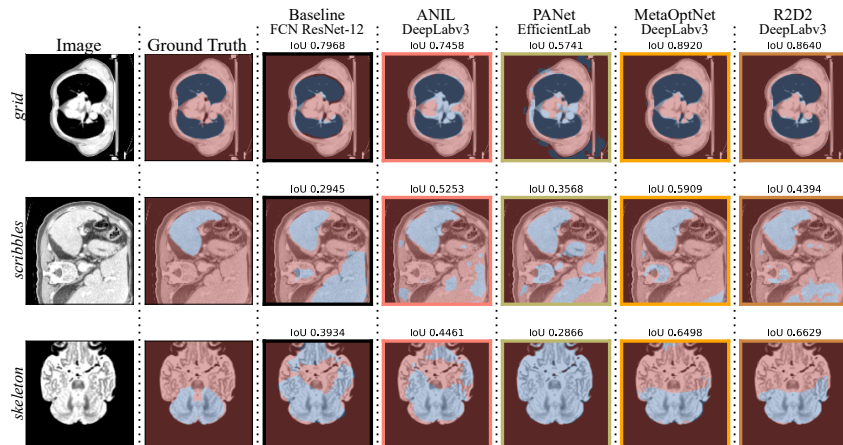 Image
Ground Truth
Baseline
FCN ResNet-12
ANIL
DeepLabv3
PANet
EfficientLab
MetaOptNet
DeepLabv3
R2D2
DeepLabv3
grid
IoU 0.7968
IoU 0.7458
IoU 0.5741
IoU 0.8920
IoU 0.8640
scribbles
IoU 0.2945
IoU 0.5253
IoU 0.3568
IoU 0.5909
IoU 0.4394
skeleton
IoU 0.3934
IoU 0.4461
IoU 0.2866
IoU 0.6498
IoU 0.6629